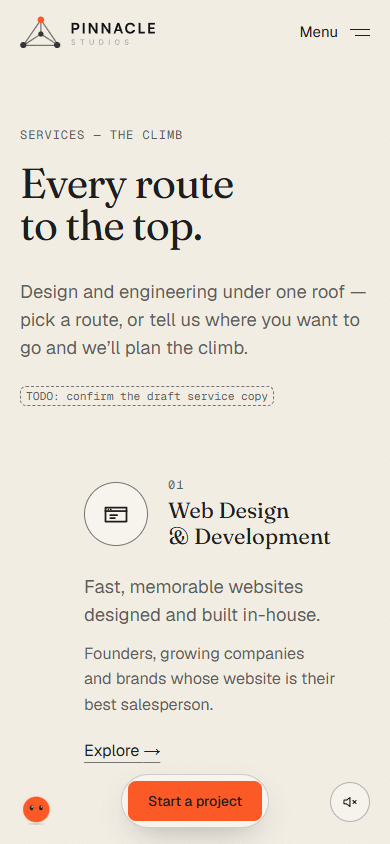 PINNACLE
STUDIOS
Menu
SERVICES — THE CLIMB
Every route
to the top.
Design and engineering under one roof —
pick a route, or tell us where you want to
go and we’ll plan the climb.
TODO: confirm the draft service copy
01
Web Design
& Development
Fast, memorable websites
designed and built in-house.
Founders, growing companies
and brands whose website is their
best salesperson.
Explore →
Start a project